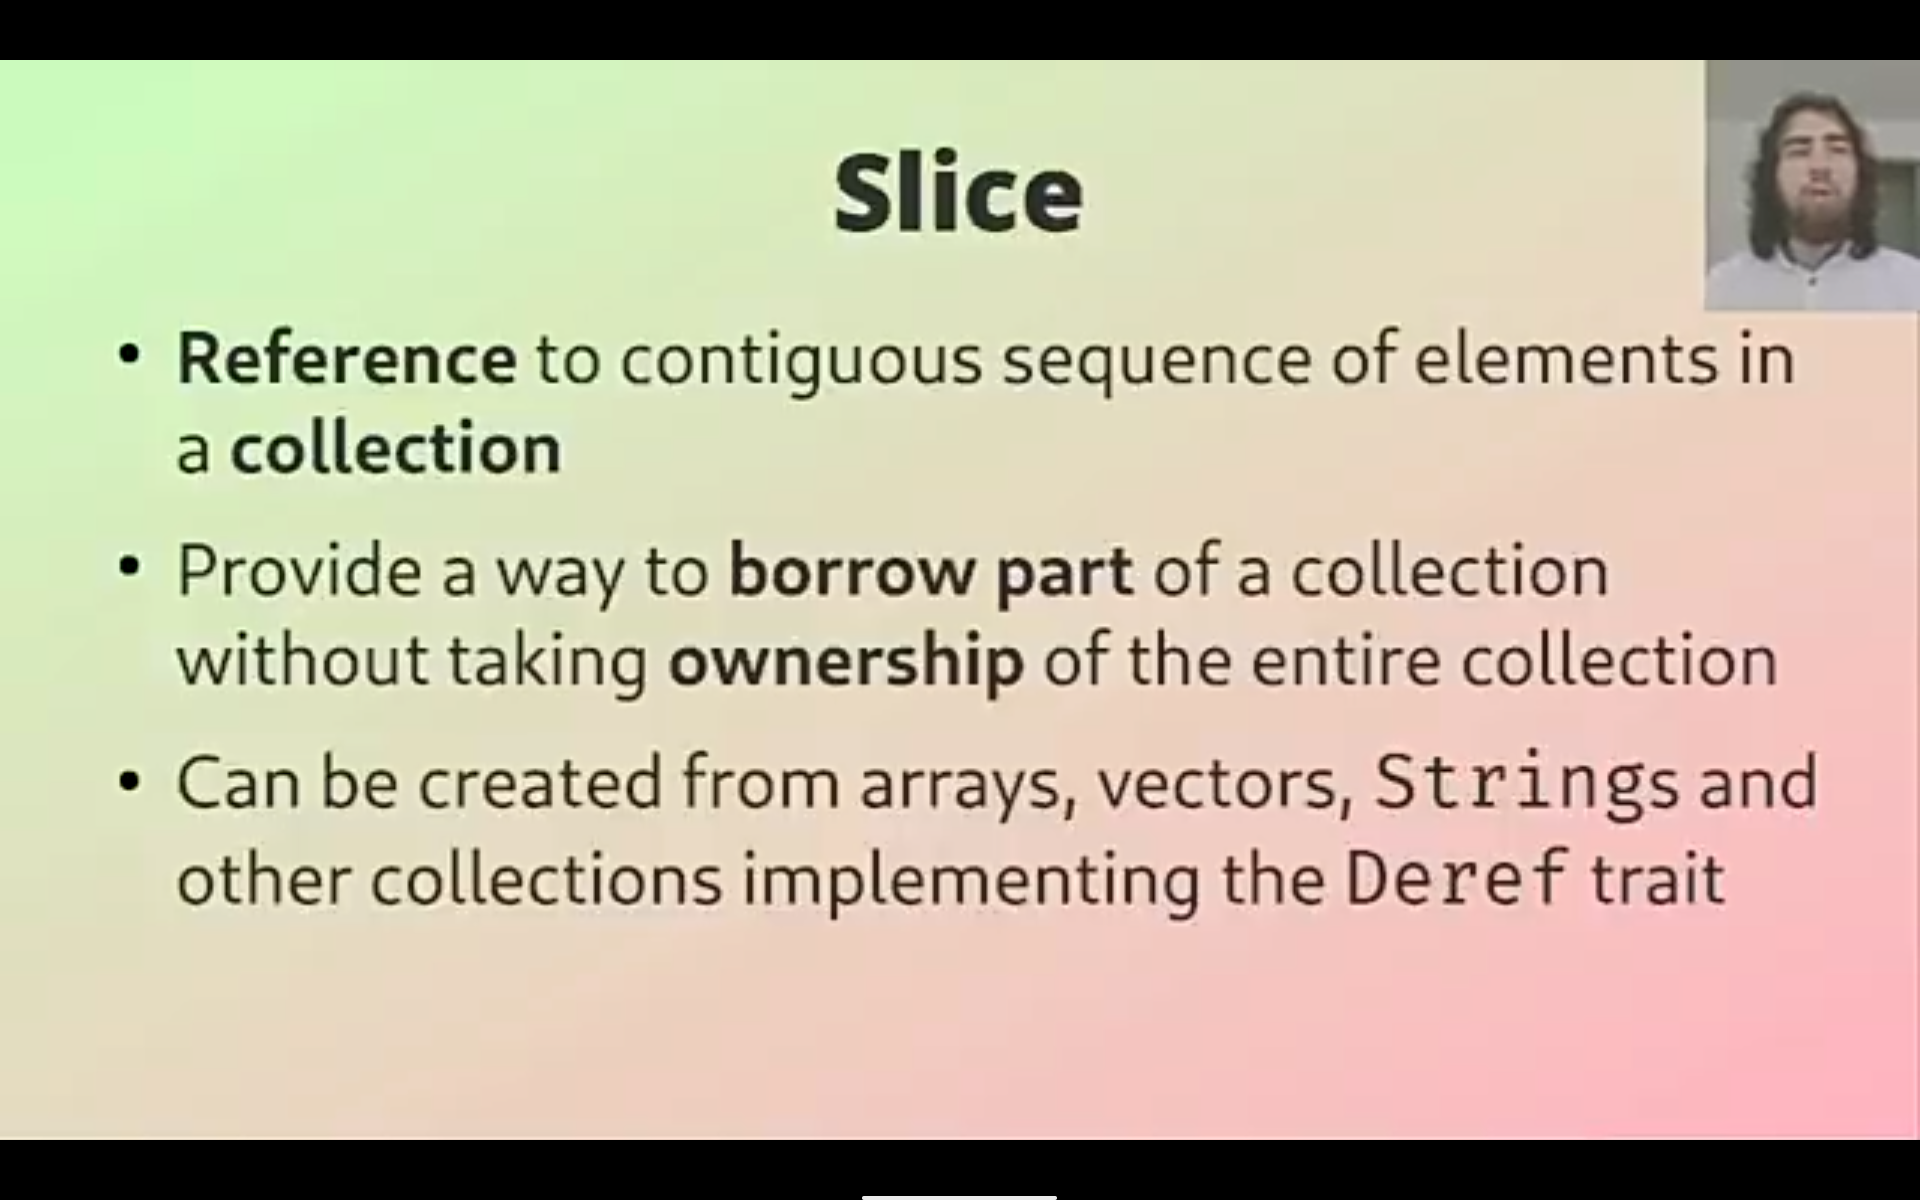 Slice
• Reference to contiguous sequence of elements in
a collection
• Provide a way to borrow part of a collection
without taking ownership of the entire collection
• Can be created from arrays, vectors, Strings and
other collections implementing the Deref trait